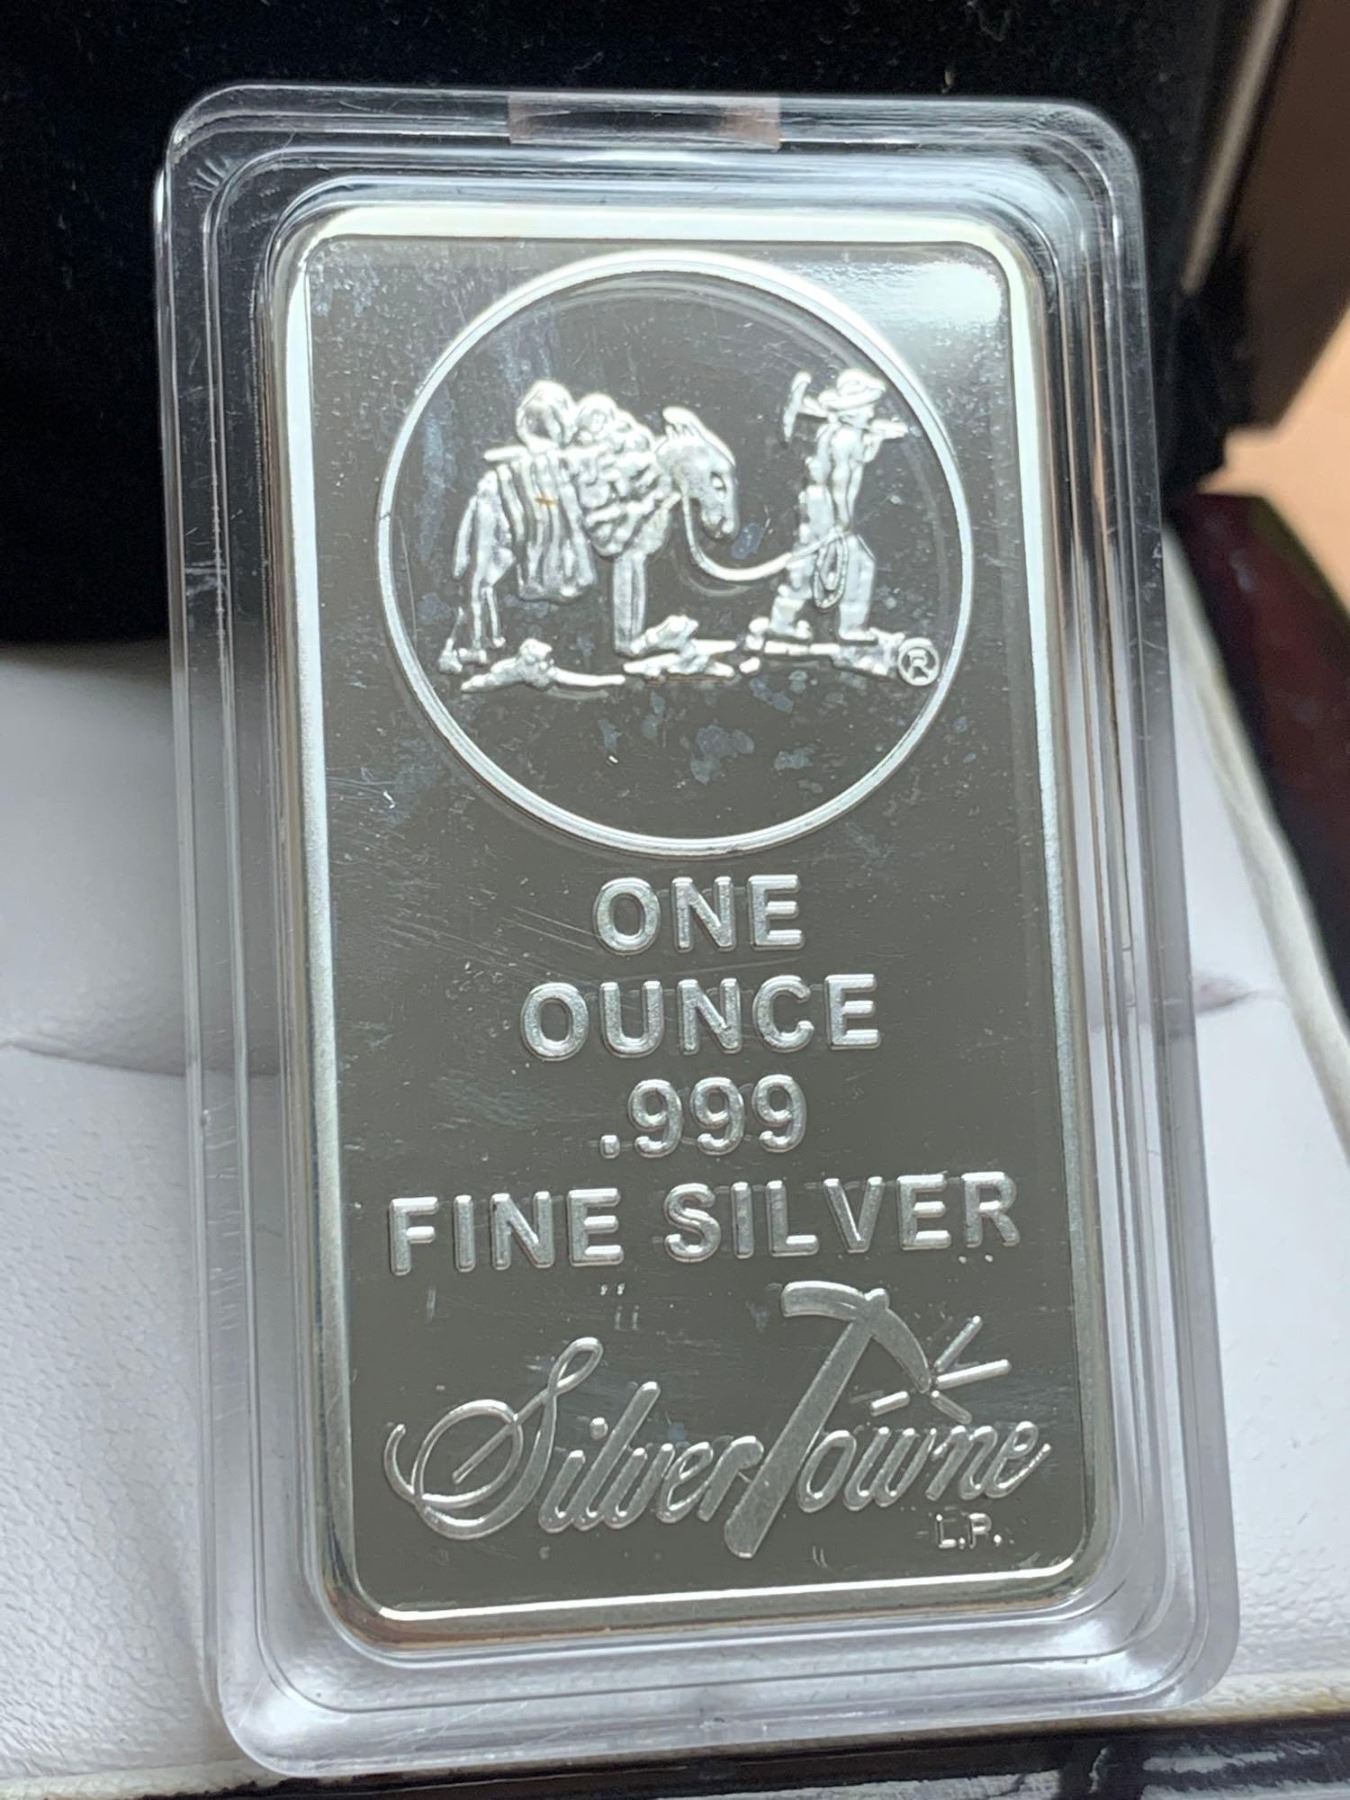 ®
ONE
OUNCE
.999
FINE SILVER
SilverTowne
L.P.